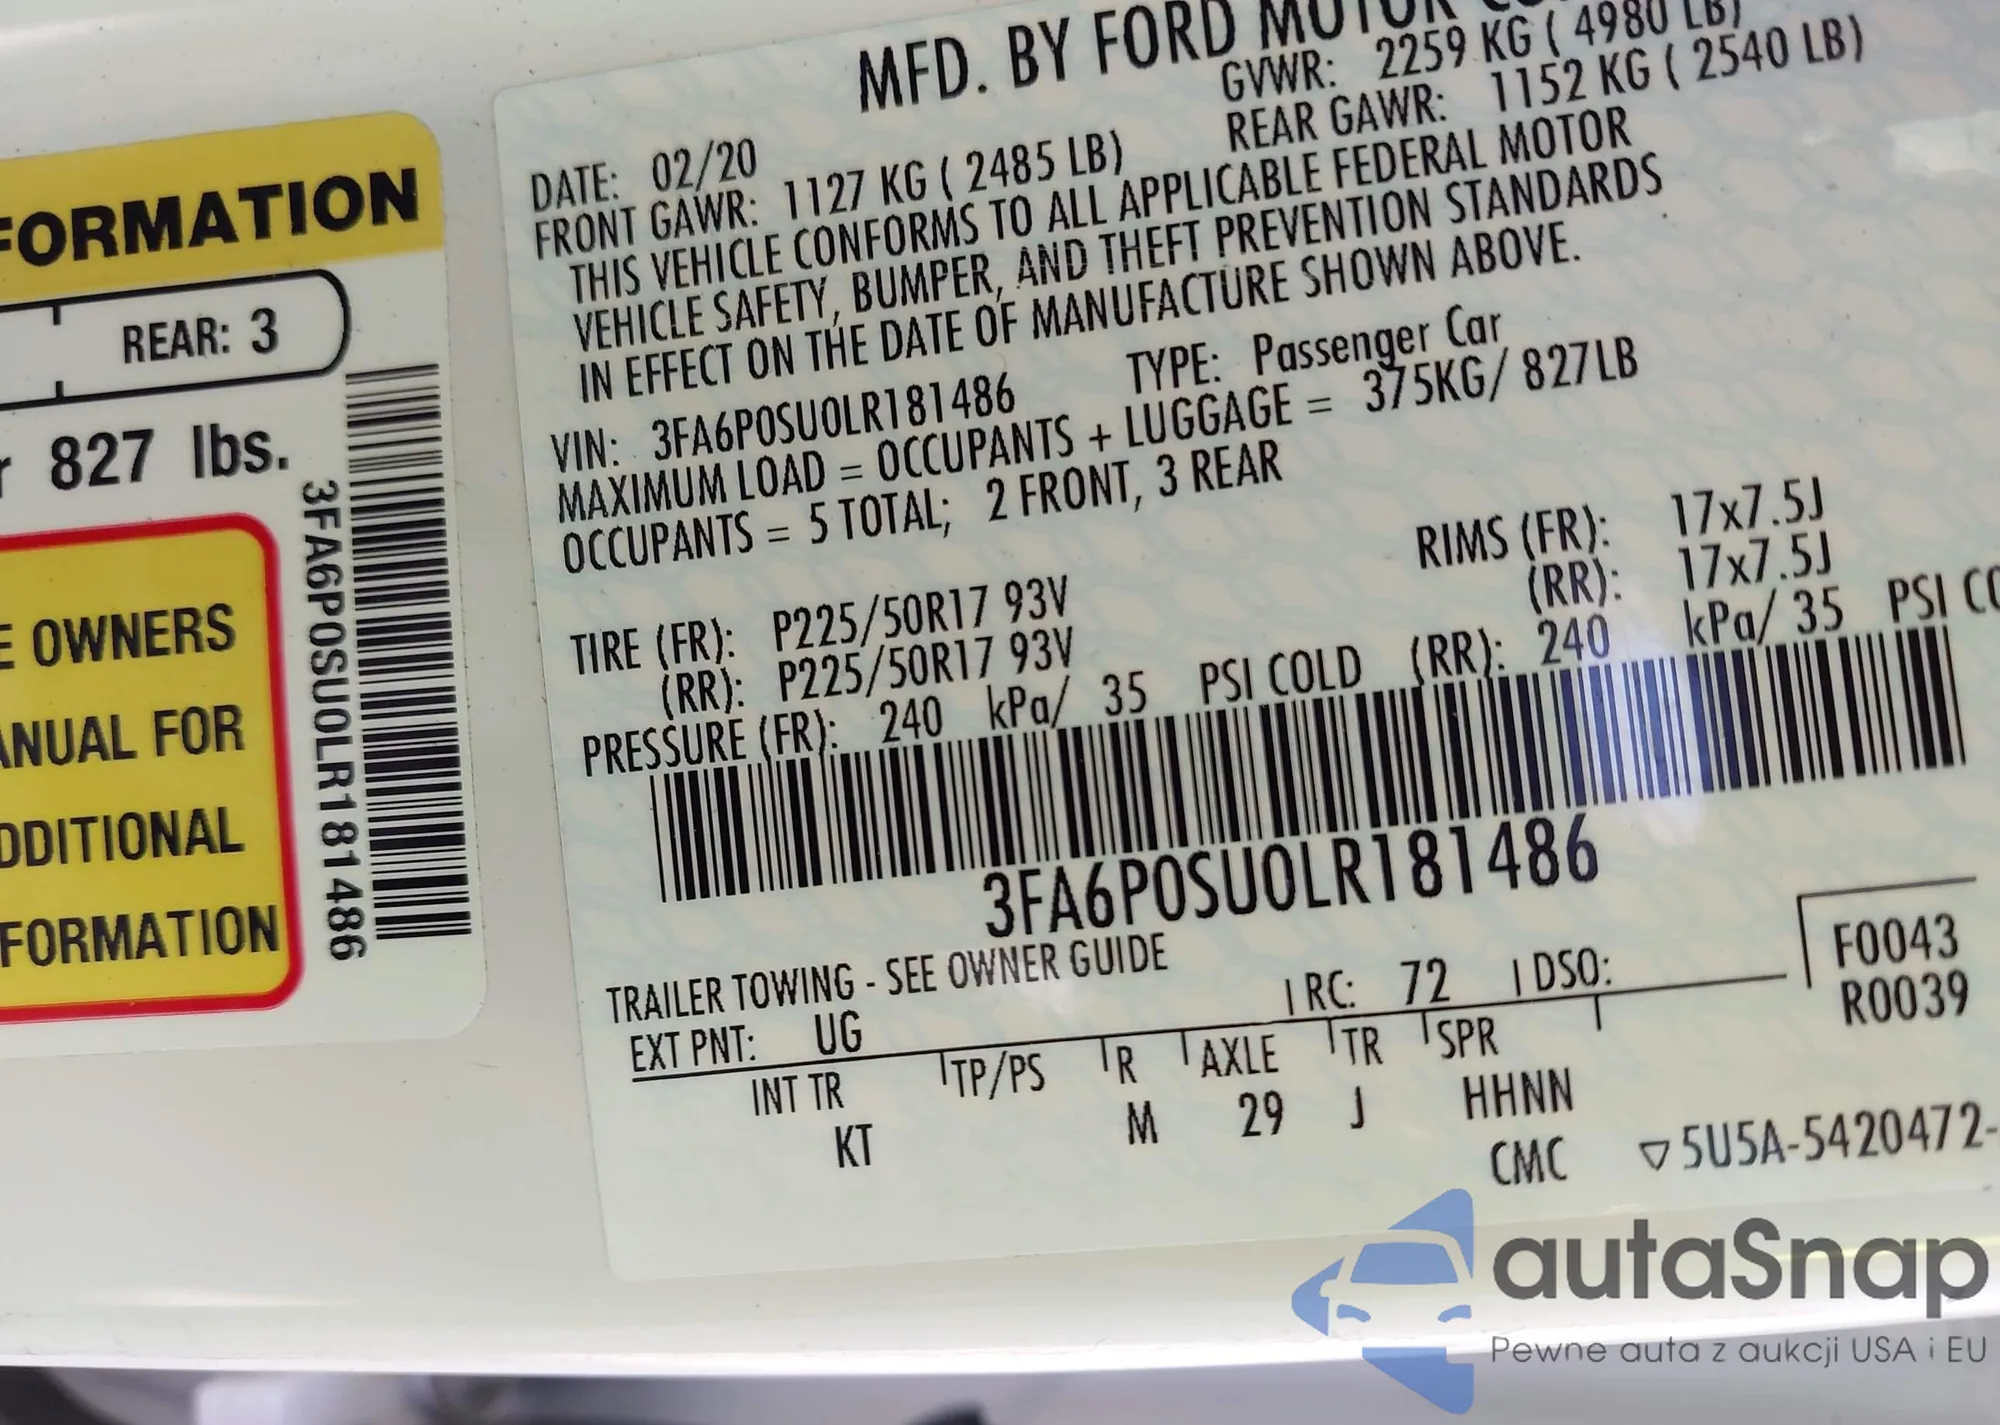 FORMATION
REAR: 3
827 lbs.
OWNERS
FOR
FORMATION
3FA6P0SU0LR181486
MFD. BY FORD MOTOR
DATE: 02/20 GVWR: 2259 KG ( 4980 LB)
FRONT GAWR: 1127 KG ( 2485 LB) REAR GAWR: 1152 KG ( 2540 LB)
THIS VEHICLE CONFORMS TO ALL APPLICABLE FEDERAL MOTOR
VEHICLE SAFETY, BUMPER, AND THEFT PREVENTION STANDARDS
IN EFFECT ON THE DATE OF MANUFACTURE SHOWN ABOVE.
VIN: 3FA6P0SU0LR181486 TYPE: Passenger Car
MAXIMUM LOAD = OCCUPANTS + LUGGAGE = 375KG/ 827LB
OCCUPANTS = 5 TOTAL; 2 FRONT, 3 REAR
TIRE (FR): P225/50R17 93V RIMS (FR): 17x7.5J
(RR): P225/50R17 93V (RR): 17x7.5J
PRESSURE (FR): 240 kPa/ 35 PSI COLD (RR): 240 kPa/ 35 PSI
3FA6P0SU0LR181486
TRAILER TOWING - SEE OWNER GUIDE
EXT PNT: UG RC: 72 DSO: F0043
R0039
INT TR TP/PS R AXLE TR SPR
KT M 29 J HHNN
CMC 5U5A-5420472-
autaSnap
Pewne auta z aukcji USA i EU